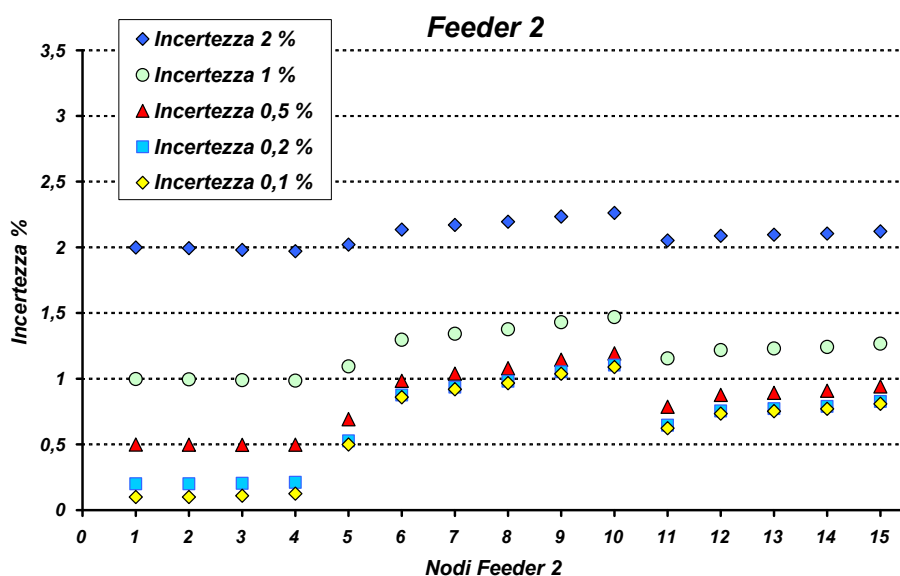 Feeder 2
Incertezza 2 %
Incertezza 1 %
Incertezza 0,5 %
Incertezza 0,2 %
Incertezza 0,1 %
3,5
3
2,5
2
1,5
1
0,5
0
Incertezza %
0 1 2 3 4 5 6 7 8 9 10 11 12 13 14 15
Nodi Feeder 2